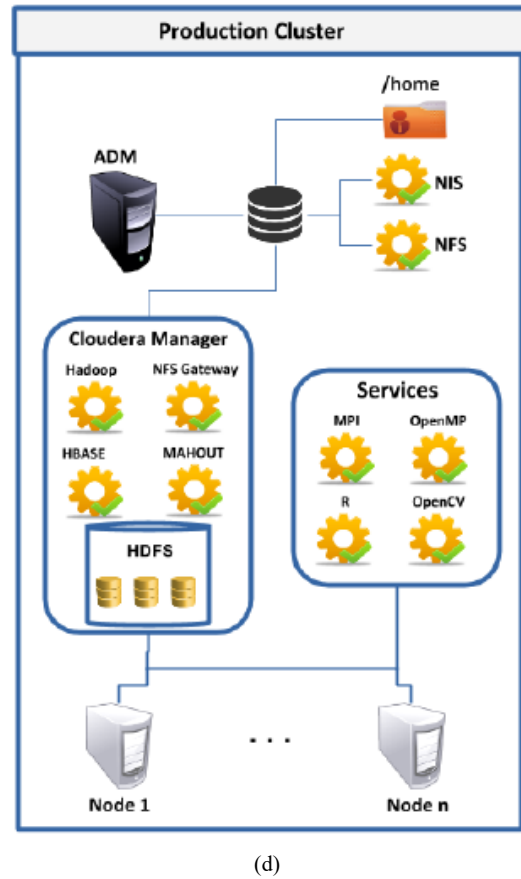 Production Cluster
/home
ADM
NIS
NFS
Cloudera Manager
Hadoop NFS Gateway
HBASE MAHOUT
HDFS
Services
MPI OpenMP
R OpenCV
. . .
Node 1 Node n
(d)